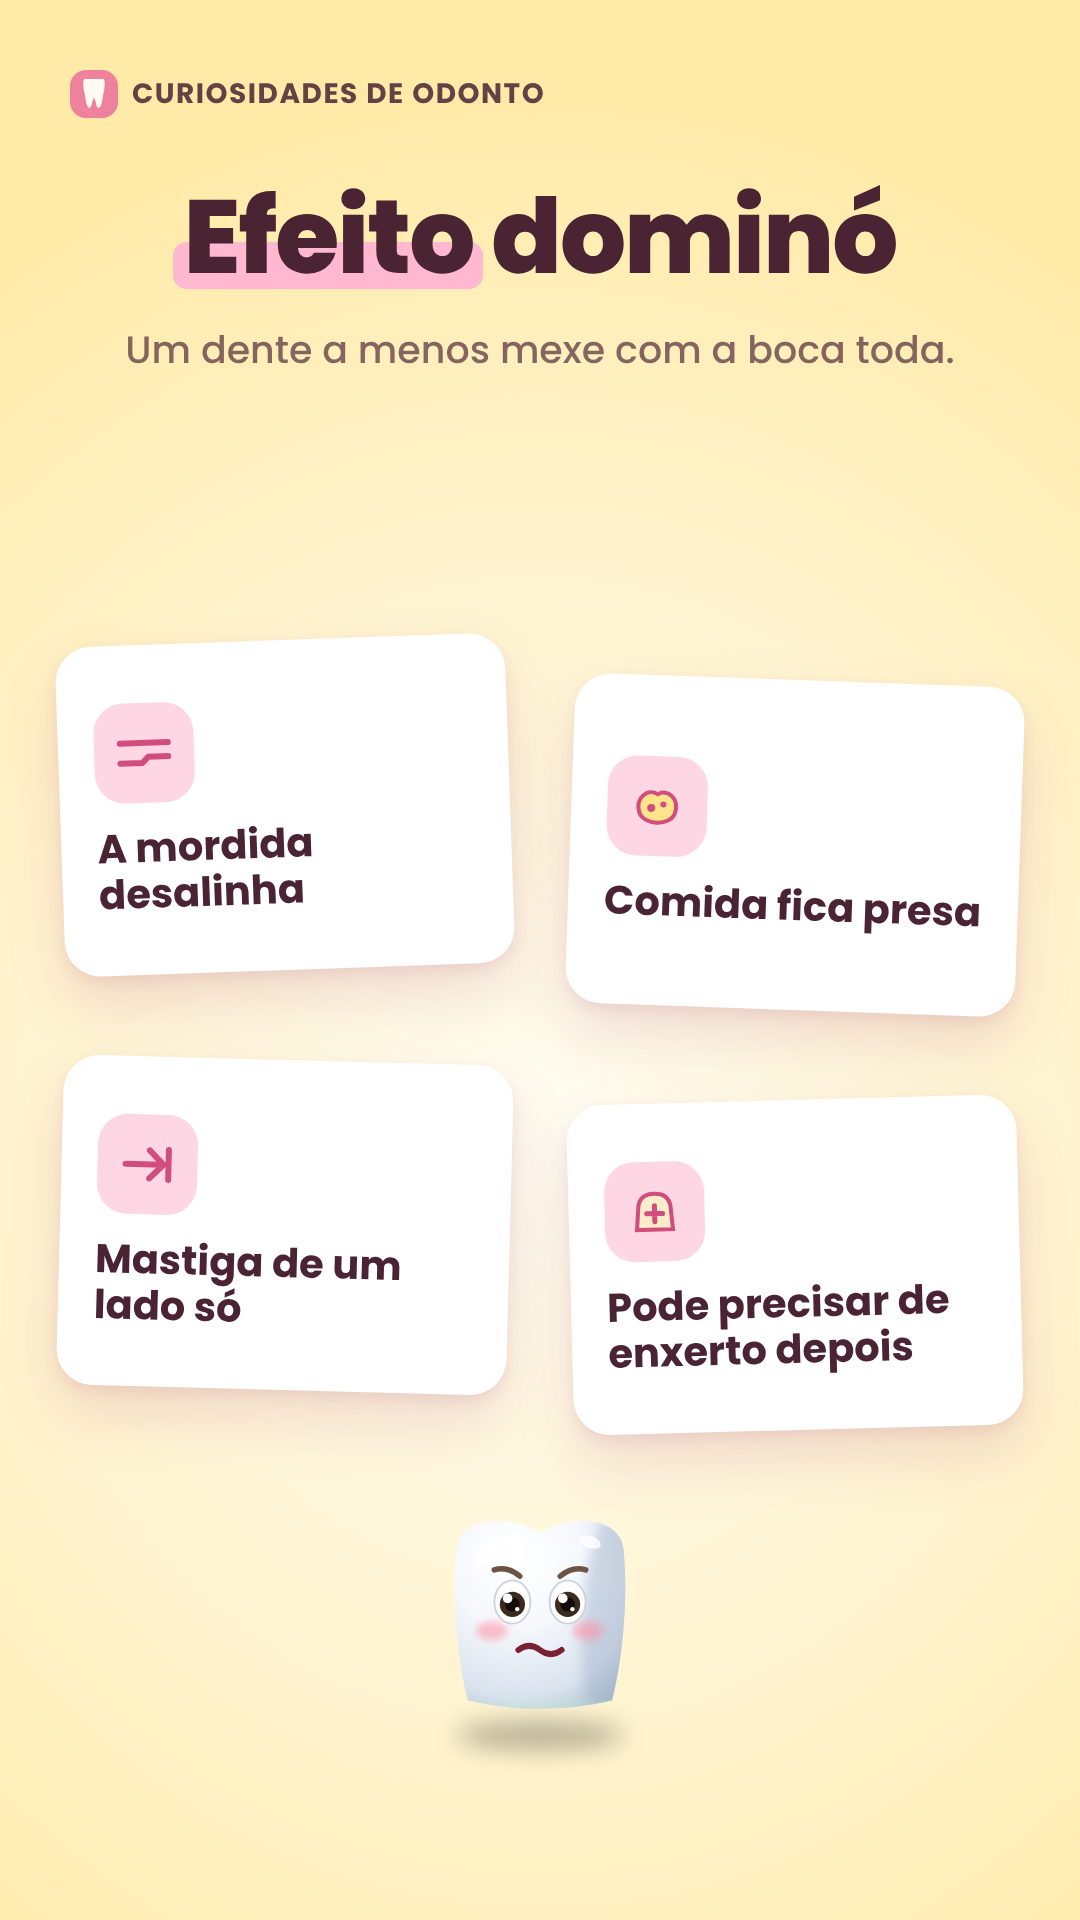 CURIOSIDADES DE ODONTO
Efeito dominó
Um dente a menos mexe com a boca toda.
A mordida
desalinha
Comida fica presa
Mastiga de um
lado só
Pode precisar de
enxerto depois